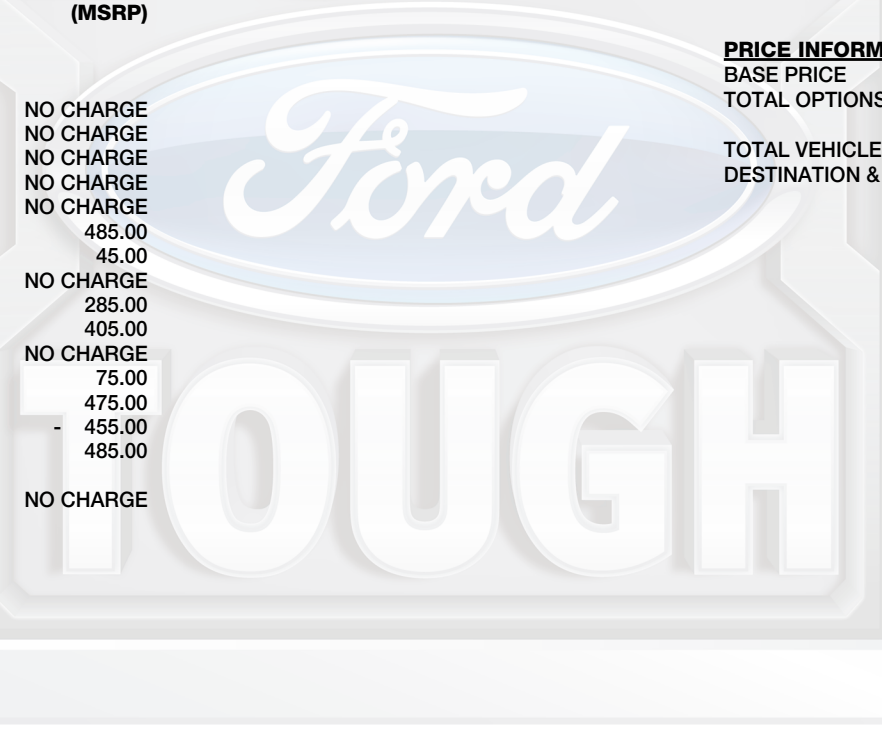 (MSRP)
NO CHARGE
NO CHARGE
NO CHARGE
NO CHARGE
NO CHARGE
485.00
45.00
NO CHARGE
285.00
405.00
NO CHARGE
75.00
475.00
- 455.00
485.00
NO CHARGE
PRICE INFORM
BASE PRICE
TOTAL OPTIONS
TOTAL VEHICLE
DESTINATION &
Ford
TOUGH